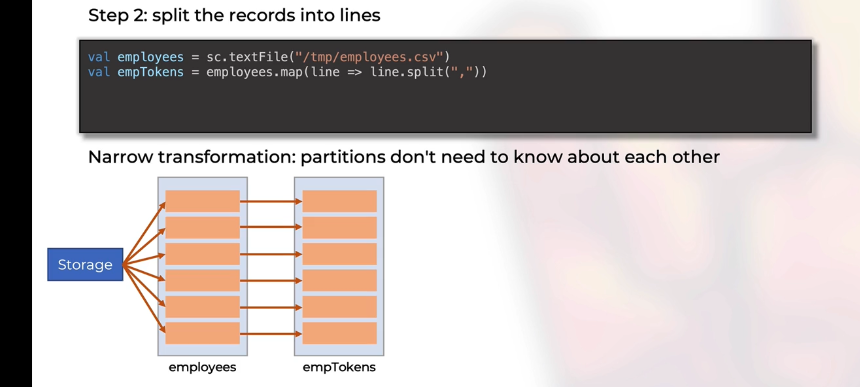 Step 2: split the records into lines
val employees = sc.textFile("/tmp/employees.csv")
val empTokens = employees.map(line => line.split(","))
Narrow transformation: partitions don't need to know about each other
Storage
employees
empTokens